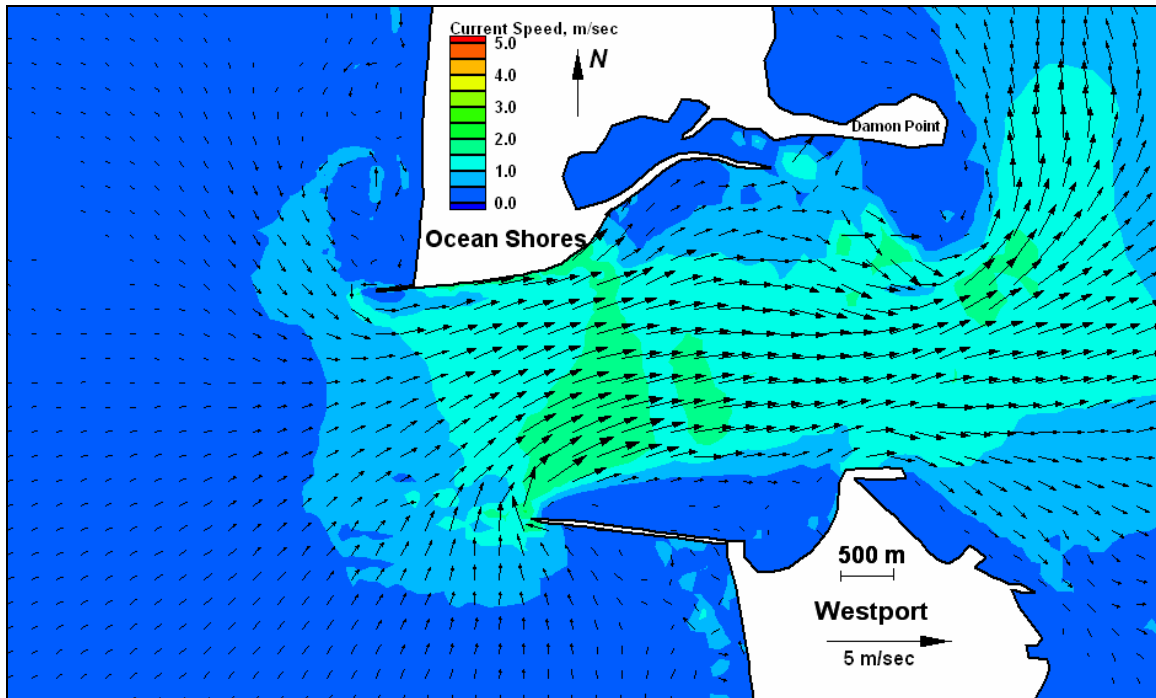 Current Speed, m/sec
5.0
4.0
3.0
2.0
1.0
0.0
N
Damon Point
Ocean Shores
500 m
Westport
5 m/sec